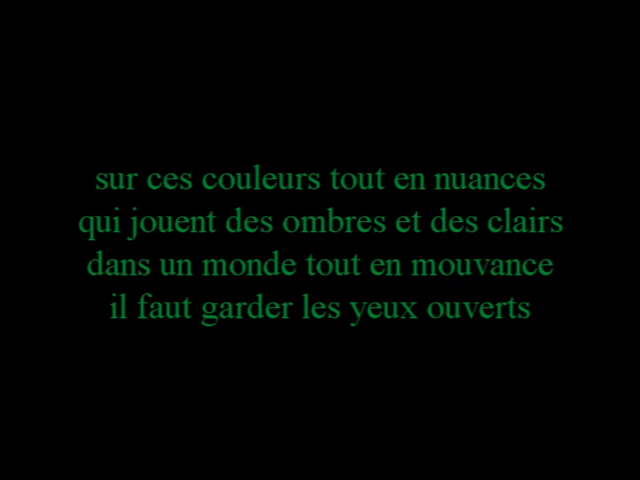 sur ces couleurs tout en nuances
qui jouent des ombres et des clairs
dans un monde tout en mouvance
il faut garder les yeux ouverts